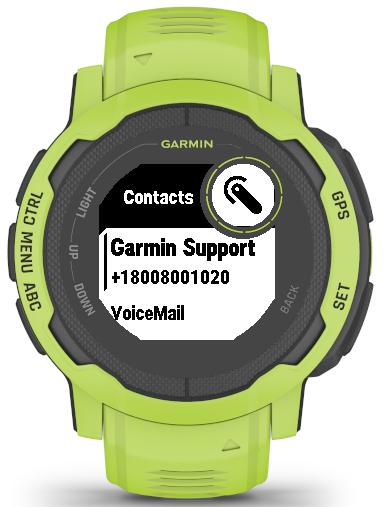 GARMIN
LIGHT
CTRL
GPS
Contacts
UP
MENU
Garmin Support
+18008001020
VoiceMail
DOWN
ABC
BACK
SET